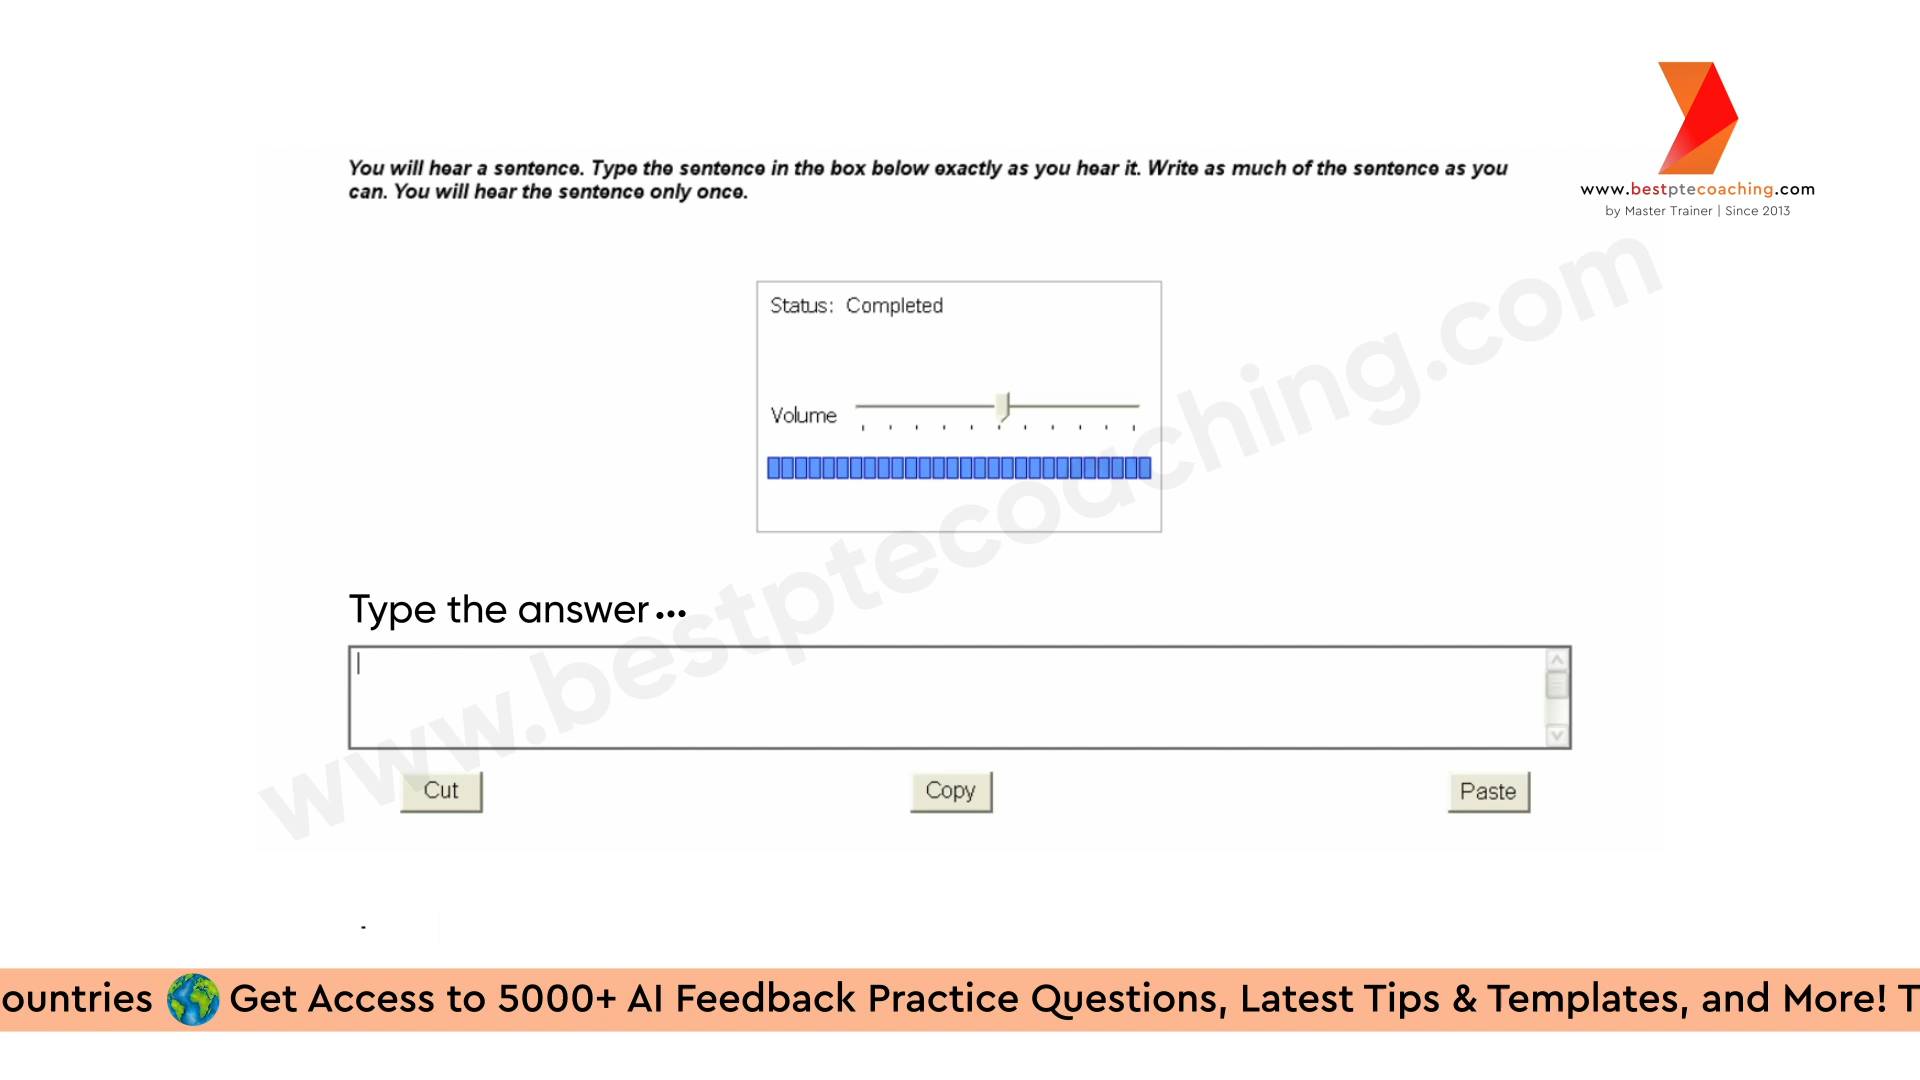 You will hear a sentence. Type the sentence in the box below exactly as you hear it. Write as much of the sentence as you
can. You will hear the sentence only once.
www.bestptecoaching.com
by Master Trainer | Since 2013
Status: Completed
Volume
www.bestptecoaching.com
Type the answer...
Cut
Copy
Paste
-
ountries 🌍 Get Access to 5000+ AI Feedback Practice Questions, Latest Tips & Templates, and More! T